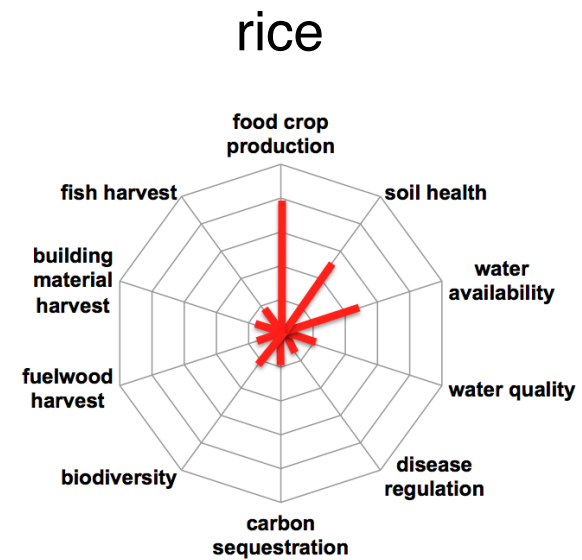 rice
food crop
production
soil health
water
availability
water quality
disease
regulation
carbon
sequestration
biodiversity
fuelwood
harvest
building
material
harvest
fish harvest